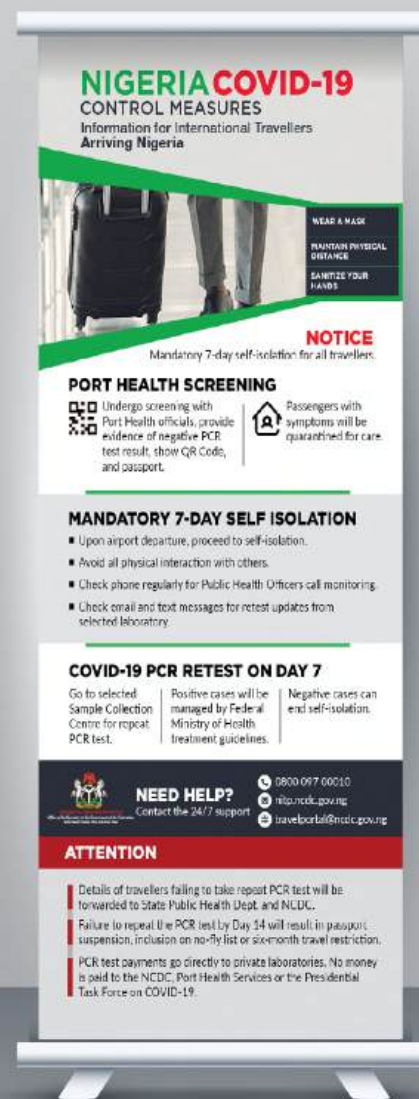 NIGERIA COVID-19
CONTROL MEASURES
Information for International Travellers
Arriving Nigeria
WEAR A MASK
MAINTAIN PHYSICAL
DISTANCE
SANITIZE YOUR
HANDS
NOTICE
Mandatory 7-day self-isolation for all travellers.
PORT HEALTH SCREENING
Undergo screening with
Port Health officials, provide
evidence of negative PCR
test result, show QR Code,
and passport.
Passengers with
symptoms will be
quarantined for care.
MANDATORY 7-DAY SELF ISOLATION
Upon airport departure, proceed to self-isolation.
Avoid all physical interaction with others.
Check phone regularly for Public Health Officers call monitoring.
Check email and text messages for retest updates from
selected laboratory.
COVID-19 PCR RETEST ON DAY 7
Go to selected
Sample Collection
Centre for repeat
PCR test.
Positive cases will be
managed by Federal
Ministry of Health
treatment guidelines.
Negative cases can
end self-isolation.
NEED HELP?
Contact the 24/7 support
0800 097 00010
nitp.ncdc.gov.ng
travelportal@ncdc.gov.ng
ATTENTION
Details of travellers failing to take repeat PCR test will be
forwarded to State Public Health Dept. and NCDC.
Failure to repeat the PCR test by Day 14 will result in passport
suspension, inclusion on no-fly list or six-month travel restriction.
PCR test payments go directly to private laboratories. No money
is paid to the NCDC, Port Health Services or the Presidential
Task Force on COVID-19.